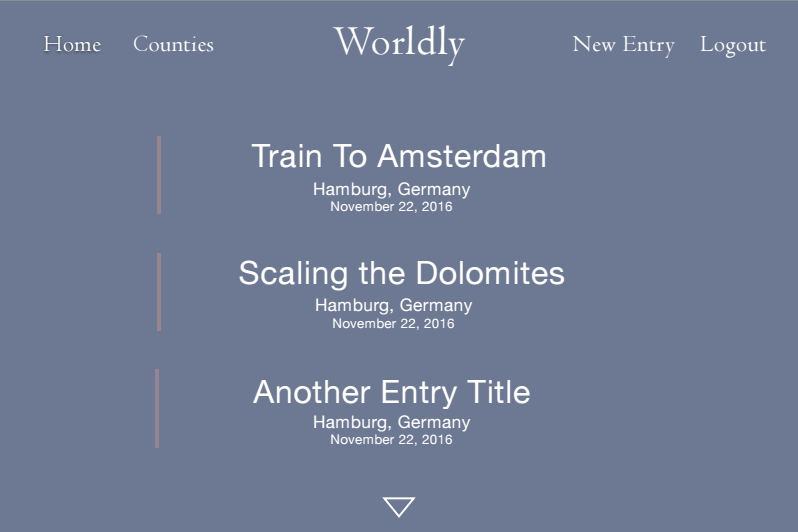 Home Counties Worldly New Entry Logout
Train To Amsterdam
Hamburg, Germany
November 22, 2016
Scaling the Dolomites
Hamburg, Germany
November 22, 2016
Another Entry Title
Hamburg, Germany
November 22, 2016